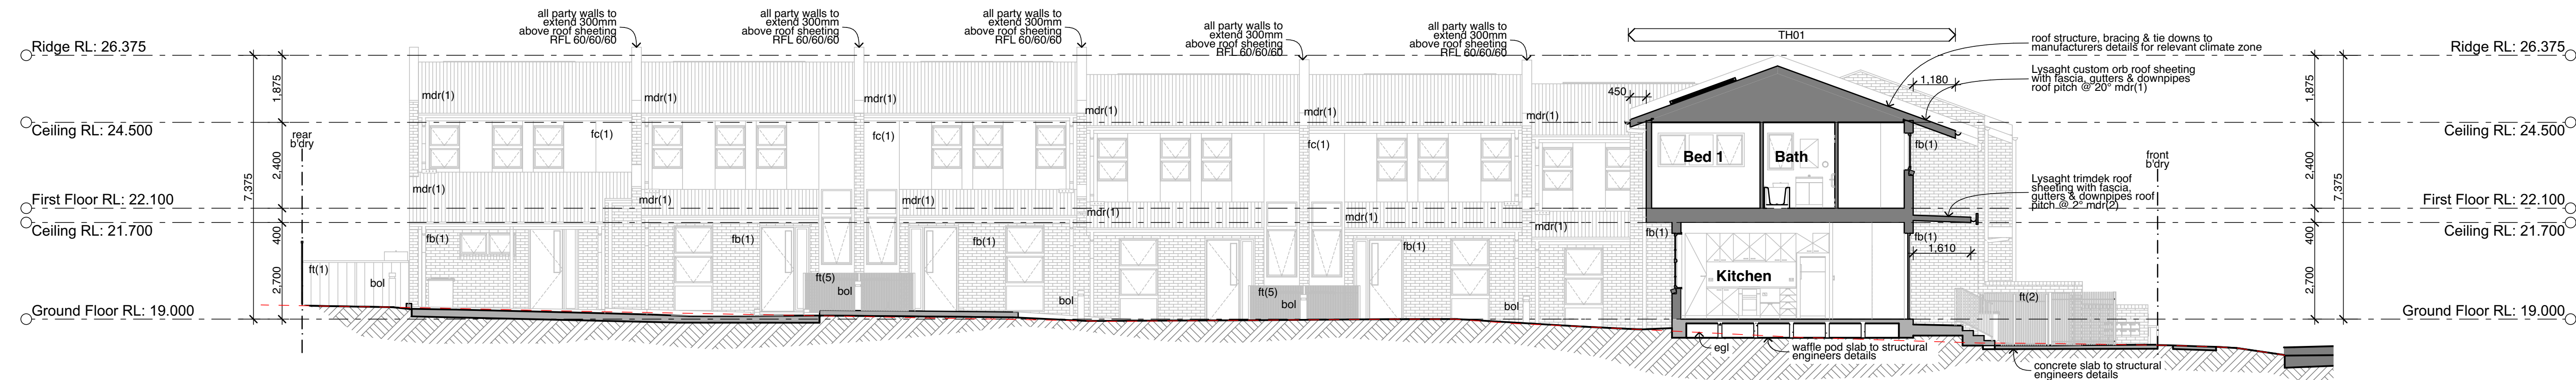 all party walls to
extend 300mm
above roof sheeting
RFL 60/60/60
all party walls to
extend 300mm
above roof sheeting
RFL 60/60/60
all party walls to
extend 300mm
above roof sheeting
RFL 60/60/60
all party walls to
extend 300mm
above roof sheeting
RFL 60/60/60
all party walls to
extend 300mm
above roof sheeting
RFL 60/60/60
TH01
roof structure, bracing & tie downs to
manufacturers details for relevant climate zone
Lysaght custom orb roof sheeting
with fascia, gutters & downpipes
roof pitch @ 20° mdr(1)
Ridge RL: 26.375
Ridge RL: 26.375
1,875
1,875
450
1,180
mdr(1)
mdr(1)
mdr(1)
mdr(1)
mdr(1)
mdr(1)
Ceiling RL: 24.500
Ceiling RL: 24.500
rear
b'dry
front
b'dry
fc(1)
fc(1)
fc(1)
fb(1)
Bed 1
Bath
2,400
2,400
7,375
7,375
Lysaght trimdek roof
sheeting with fascia,
gutters & downpipes roof
pitch @ 2° mdr(2)
mdr(1)
mdr(1)
mdr(1)
mdr(1)
mdr(1)
mdr(1)
First Floor RL: 22.100
First Floor RL: 22.100
Ceiling RL: 21.700
Ceiling RL: 21.700
400
400
fb(1)
fb(1)
fb(1)
fb(1)
fb(1)
fb(1)
1,610
Kitchen
2,700
2,700
ft(1)
bol
ft(5)
bol
bol
ft(5)
bol
bol
ft(2)
Ground Floor RL: 19.000
Ground Floor RL: 19.000
egl
waffle pod slab to structural
engineers details
concrete slab to structural
engineers details